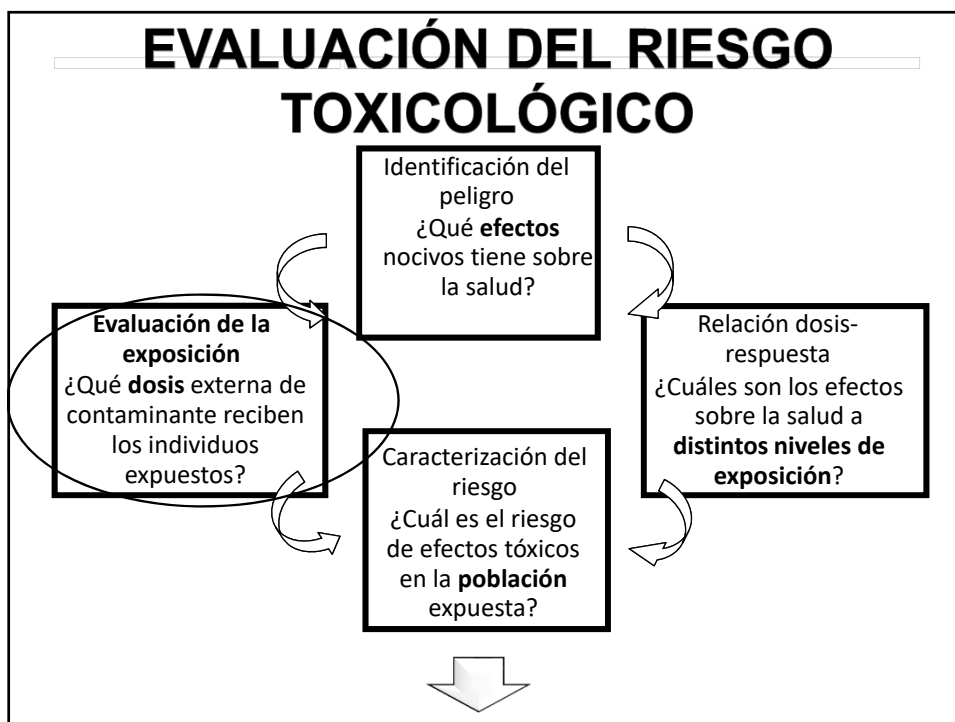 EVALUACIÓN DEL RIESGO
TOXICOLÓGICO
Identificación del
peligro
¿Qué efectos
nocivos tiene sobre
la salud?
Evaluación de la
exposición
¿Qué dosis externa de
contaminante reciben
los individuos
expuestos?
Relación dosis-
respuesta
¿Cuáles son los efectos
sobre la salud a
distintos niveles de
exposición?
Caracterización del
riesgo
¿Cuál es el riesgo
de efectos tóxicos
en la población
expuesta?